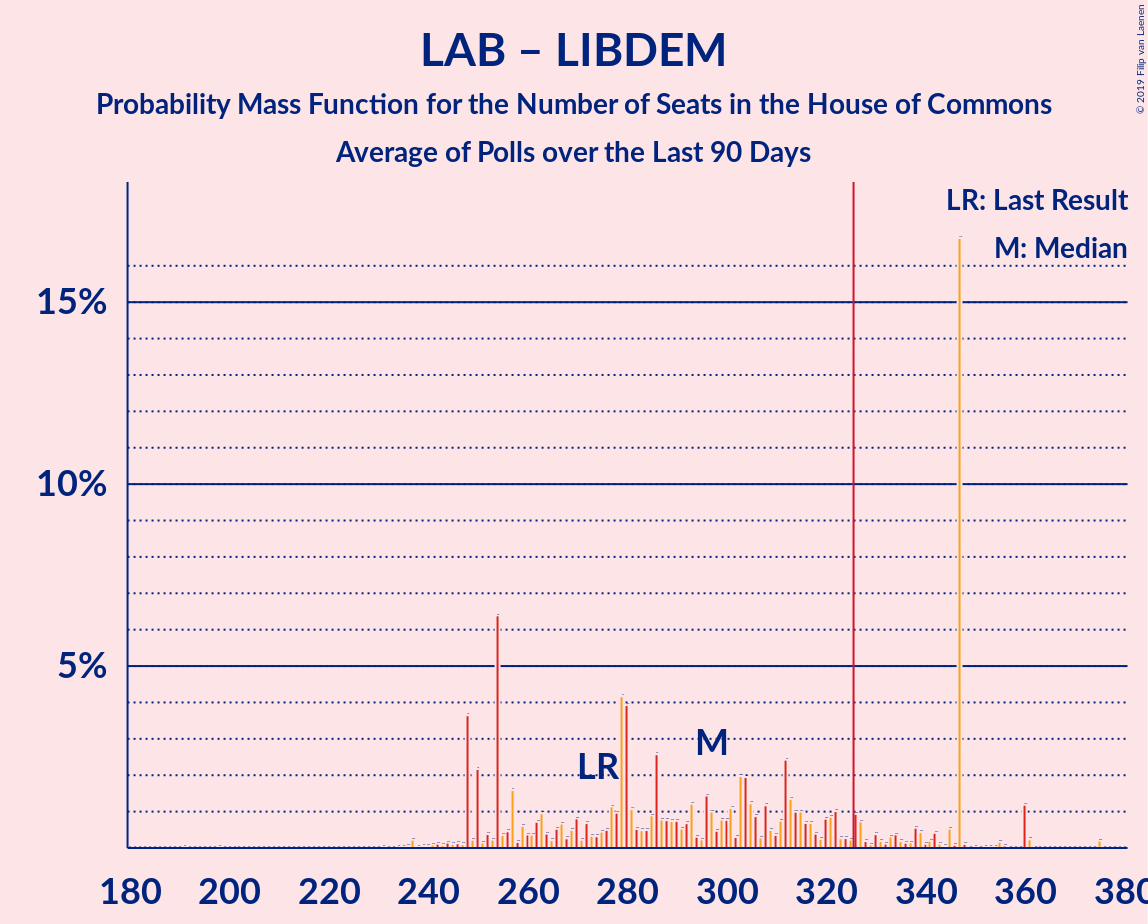 LAB – LIBDEM
Probability Mass Function for the Number of Seats in the House of Commons
Average of Polls over the Last 90 Days
© 2019 Filip van Laenen
LR: Last Result
M: Median
15%
10%
5%
LR
M
180 200 220 240 260 280 300 320 340 360 380